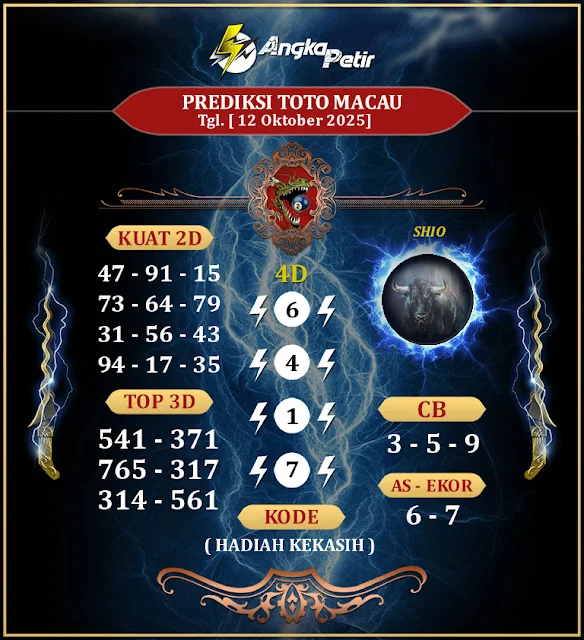 Angka Petir
PREDIKSI TOTO MACAU
Tgl. [ 12 Oktober 2025]
KUAT 2D
47 - 91 - 15
73 - 64 - 79
31 - 56 - 43
94 - 17 - 35
TOP 3D
541 - 371
765 - 317
314 - 561
4D
6
4
1
7
KODE
( HADIAH KEKASIH )
SHIO
CB
3 - 5 - 9
AS - EKOR
6 - 7